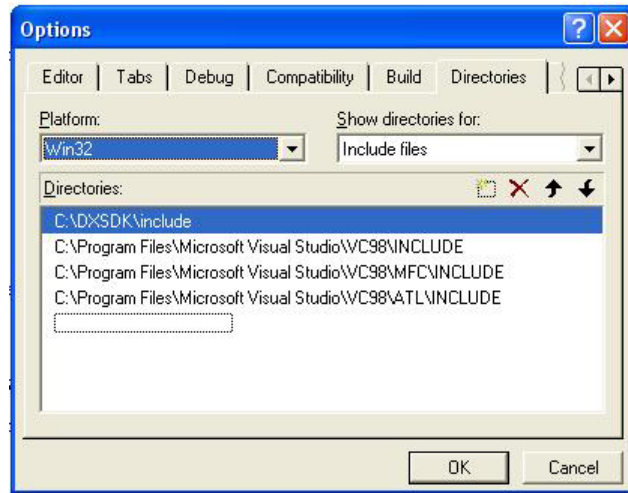 Options
Editor Tabs Debug Compatibility Build Directories
Platform: Show directories for:
Win32 Include files
Directories:
C:\DXSDK\include
C:\Program Files\Microsoft Visual Studio\VC98\INCLUDE
C:\Program Files\Microsoft Visual Studio\VC98\MFC\INCLUDE
C:\Program Files\Microsoft Visual Studio\VC98\ATL\INCLUDE
OK Cancel